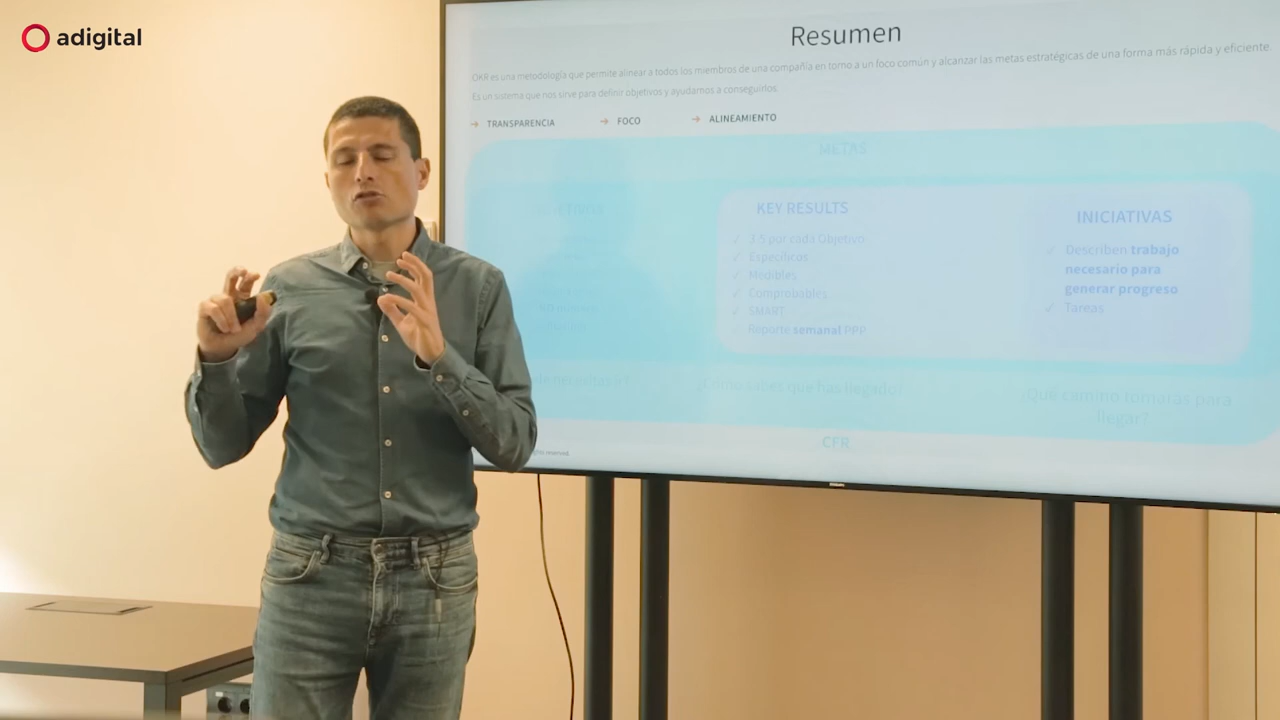 adigital
Resumen
OKR es una metodología que permite alinear a todos los miembros de una compañía en torno a un foco común y alcanzar las metas estratégicas de una forma más rápida y eficiente.
Es un sistema que nos sirve para definir objetivos y ayudarnos a conseguirlos.
→ TRANSPARENCIA → FOCO → ALINEAMIENTO
METAS
KEY RESULTS
✓ 3-5 por cada Objetivo
✓ Específicos
✓ Medibles
✓ Comprobables
✓ SMART
Reporte semanal PPP
INICIATIVAS
✓ Describen trabajo
necesario para
generar progreso
✓ Tareas
¿Cómo saber que has llegado?
¿Qué camino tomarás para
llegar?
CFR
rights reserved.